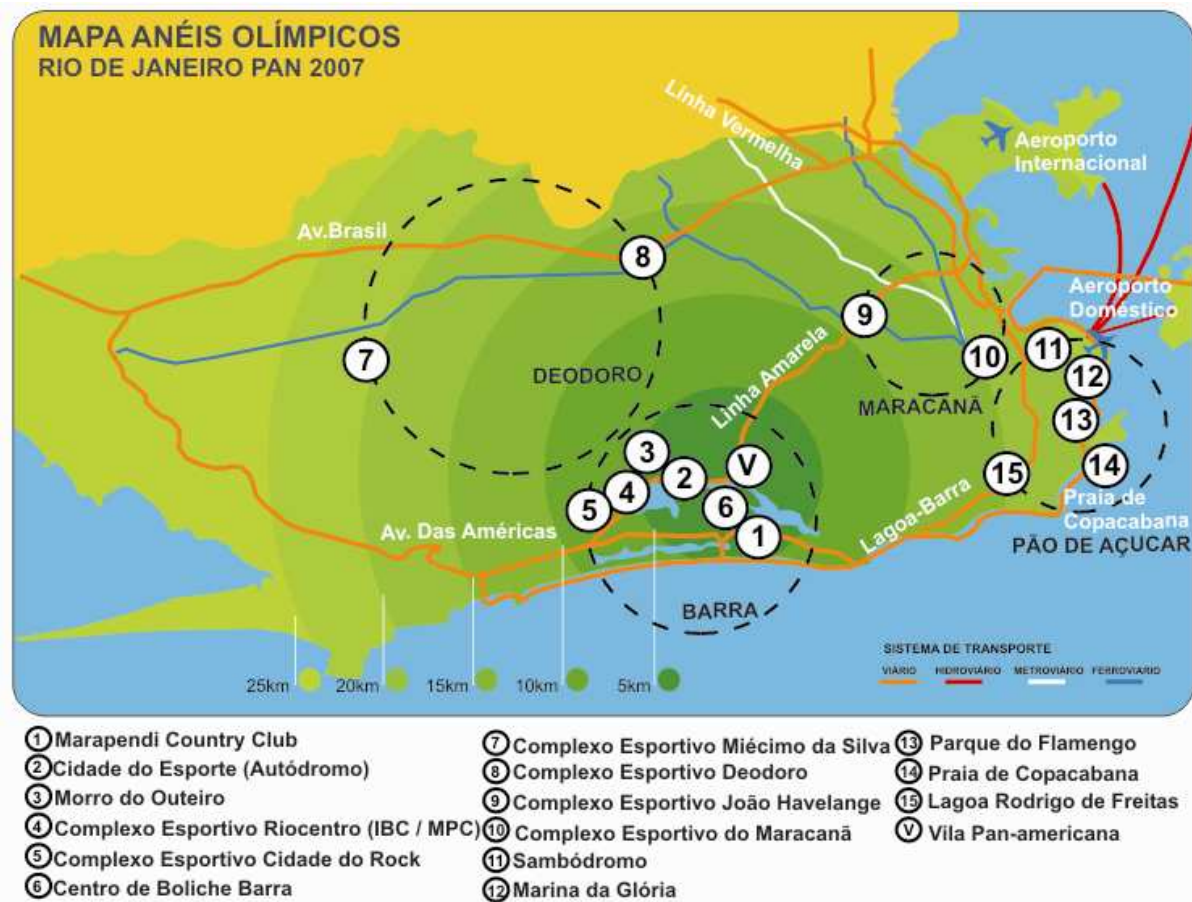 MAPA ANÉIS OLÍMPICOS
RIO DE JANEIRO PAN 2007
Linha Vermelha
Aeroporto
Internacional
Av.Brasil
8
9
Aeroporto
Doméstico
7
DEODORO
Linha Amarela
10
11
12
MARACANÃ
13
3
2
V
14
15
4
5
6
1
Av. Das Américas
Lagoa-Barra
Praia de
Copacabana
PÃO DE AÇUCAR
BARRA
25km
20km
15km
10km
5km
SISTEMA DE TRANSPORTE
VIÁRIO HIDROVIÁRIO METROVIÁRIO FERROVIARIO
1 Marapendi Country Club
2 Cidade do Esporte (Autódromo)
3 Morro do Outeiro
4 Complexo Esportivo Riocentro (IBC / MPC)
5 Complexo Esportivo Cidade do Rock
6 Centro de Boliche Barra
7 Complexo Esportivo Miécimo da Silva
8 Complexo Esportivo Deodoro
9 Complexo Esportivo João Havelange
10 Complexo Esportivo do Maracanã
11 Sambódromo
12 Marina da Glória
13 Parque do Flamengo
14 Praia de Copacabana
15 Lagoa Rodrigo de Freitas
V Vila Pan-americana